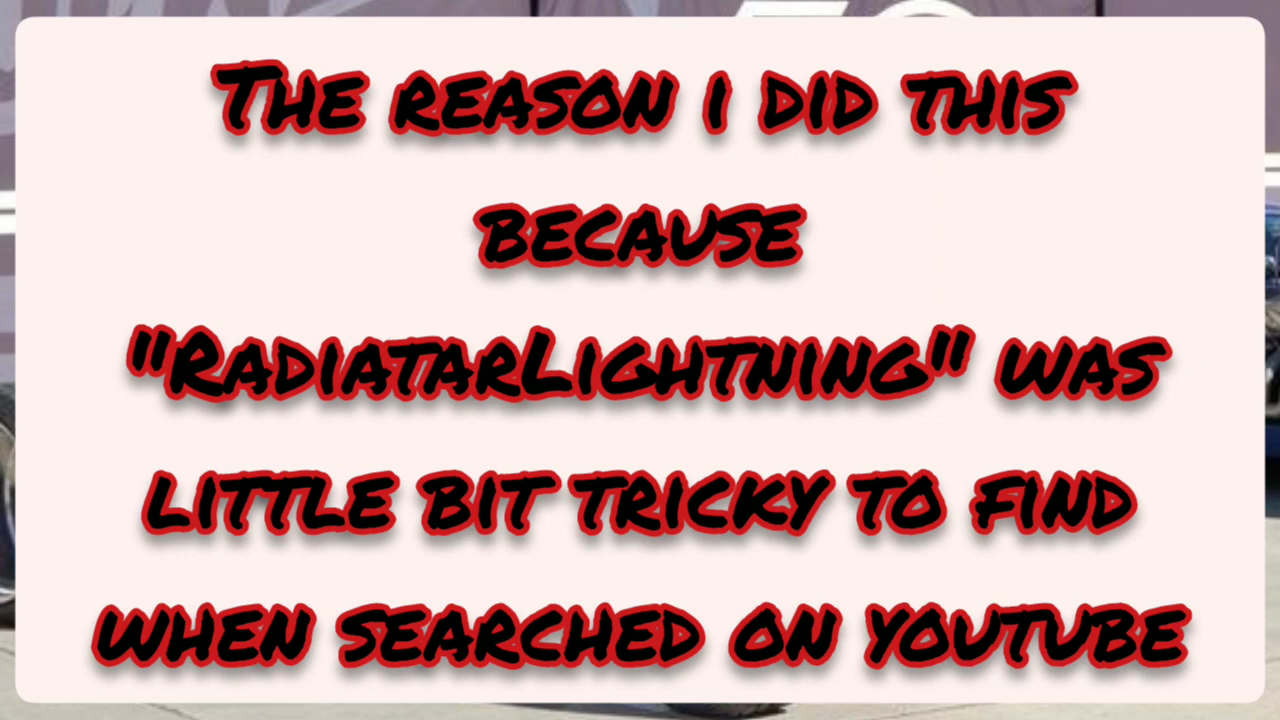 The reason i did this
because
"RadiatarLightning" was
little bit tricky to find
when searched on youtube